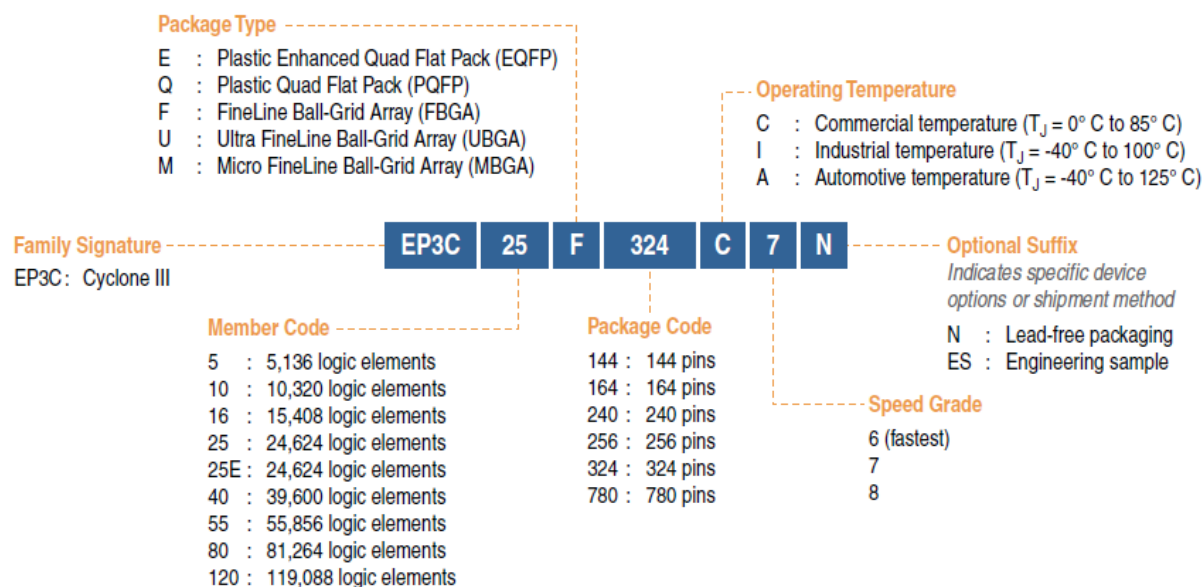 Package Type
E : Plastic Enhanced Quad Flat Pack (EQFP)
Q : Plastic Quad Flat Pack (PQFP)
F : FineLine Ball-Grid Array (FBGA)
U : Ultra FineLine Ball-Grid Array (UBGA)
M : Micro FineLine Ball-Grid Array (MBGA)
Operating Temperature
C : Commercial temperature (TJ = 0° C to 85° C)
I : Industrial temperature (TJ = -40° C to 100° C)
A : Automotive temperature (TJ = -40° C to 125° C)
Family Signature
EP3C : Cyclone III
EP3C 25 F 324 C 7 N
Optional Suffix
Indicates specific device
options or shipment method
N : Lead-free packaging
ES : Engineering sample
Member Code
5 : 5,136 logic elements
10 : 10,320 logic elements
16 : 15,408 logic elements
25 : 24,624 logic elements
25E : 24,624 logic elements
40 : 39,600 logic elements
55 : 55,856 logic elements
80 : 81,264 logic elements
120 : 119,088 logic elements
Package Code
144 : 144 pins
164 : 164 pins
240 : 240 pins
256 : 256 pins
324 : 324 pins
780 : 780 pins
Speed Grade
6 (fastest)
7
8